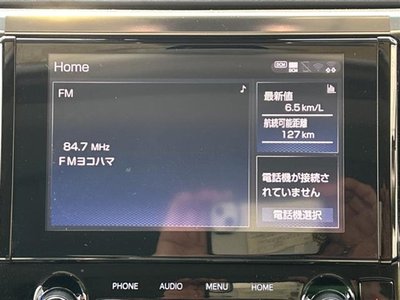 Home
FM
84.7 MHz
FMヨコハマ
最新値
6.5 km/L
航続可能距離
127 km
電話機が接続さ
れていません
電話機選択
PHONE AUDIO MENU HOME